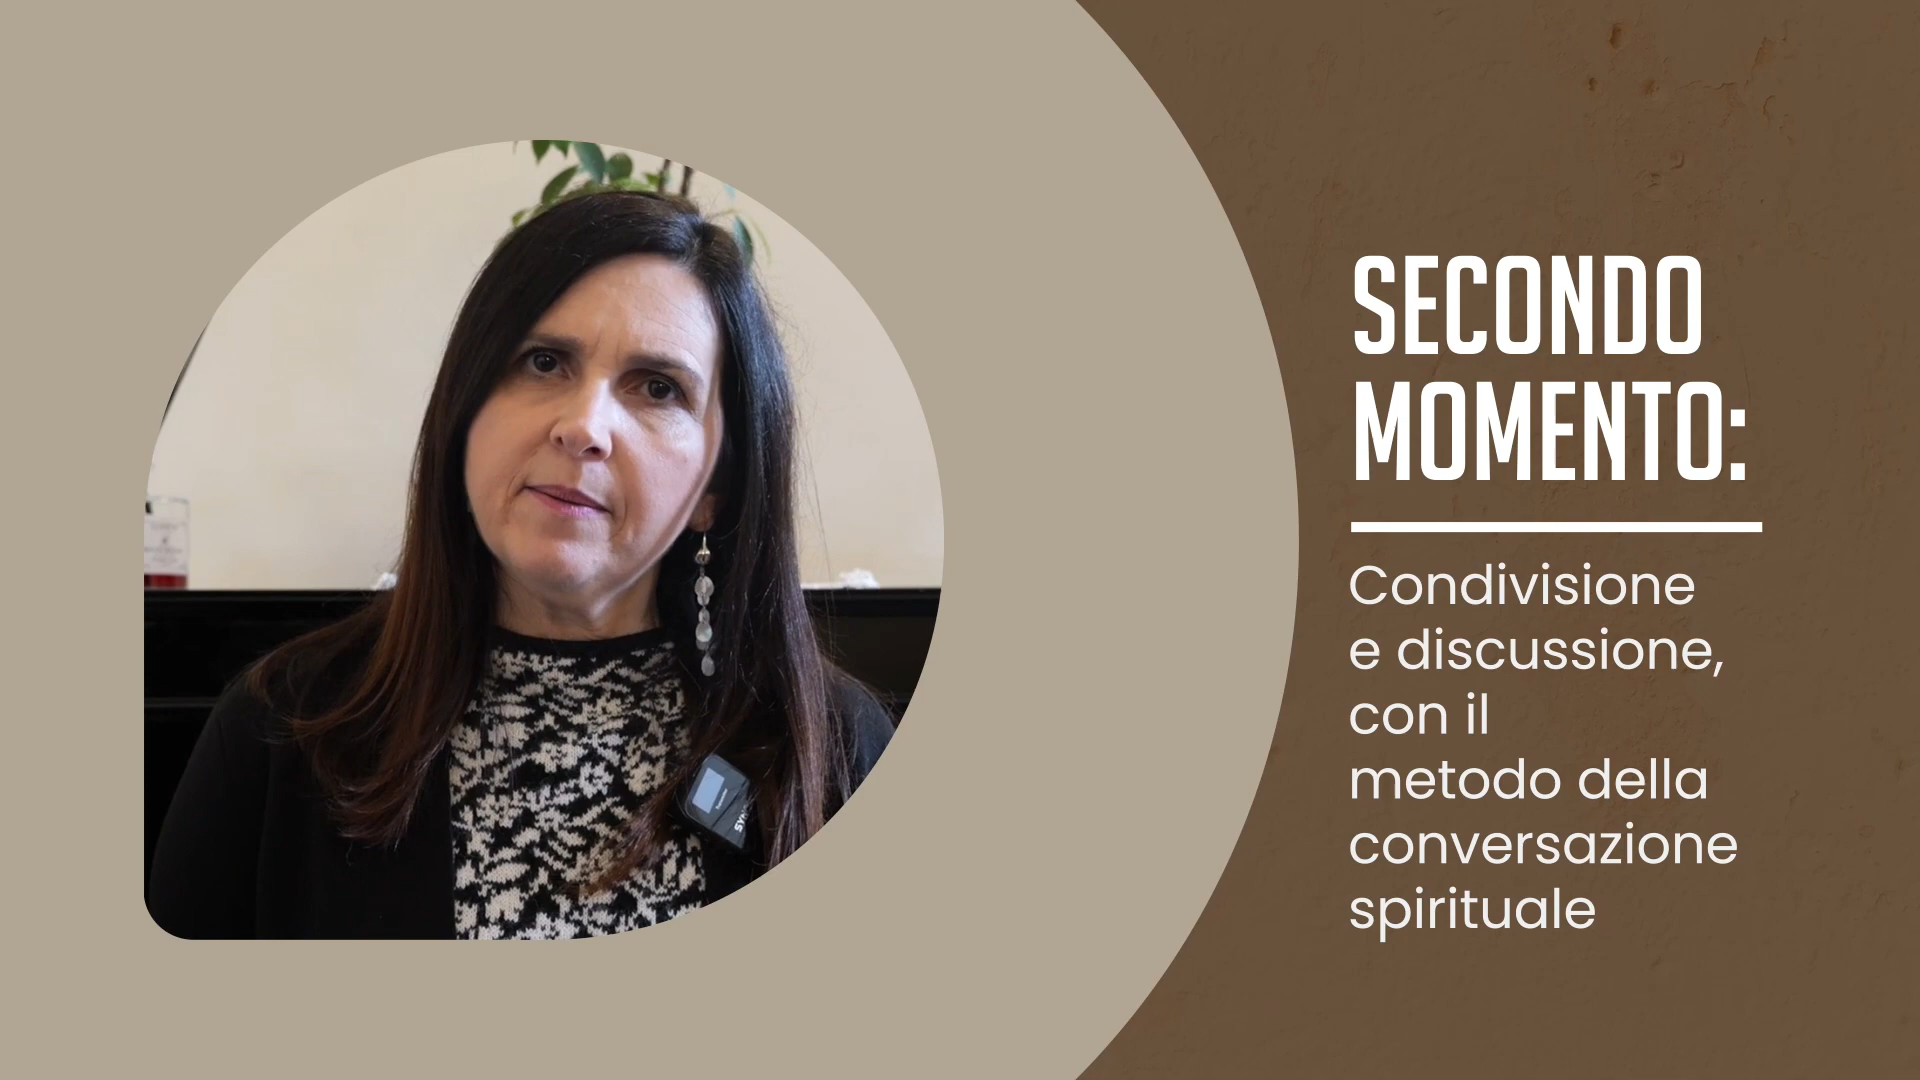 SECONDO
MOMENTO:
Condivisione
e discussione,
con il
metodo della
conversazione
spirituale